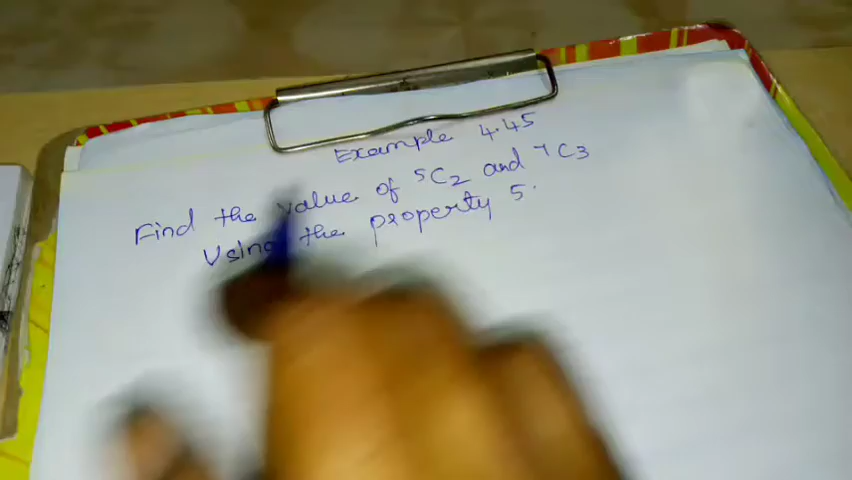 Example 4.45
Find the value of ⁵C₂ and ⁷C₃
Using the property 5.